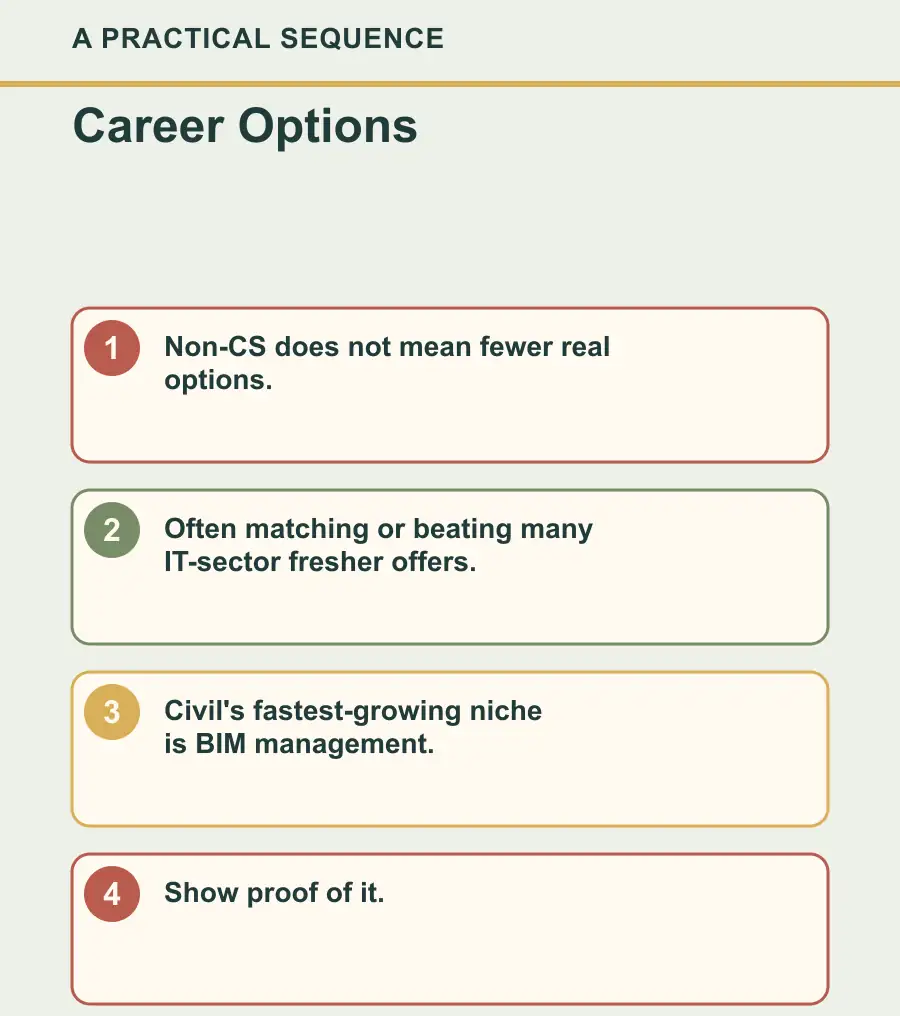 A PRACTICAL SEQUENCE
Career Options
1
Non-CS does not mean fewer real
options.
2
Often matching or beating many
IT-sector fresher offers.
3
Civil's fastest-growing niche
is BIM management.
4
Show proof of it.